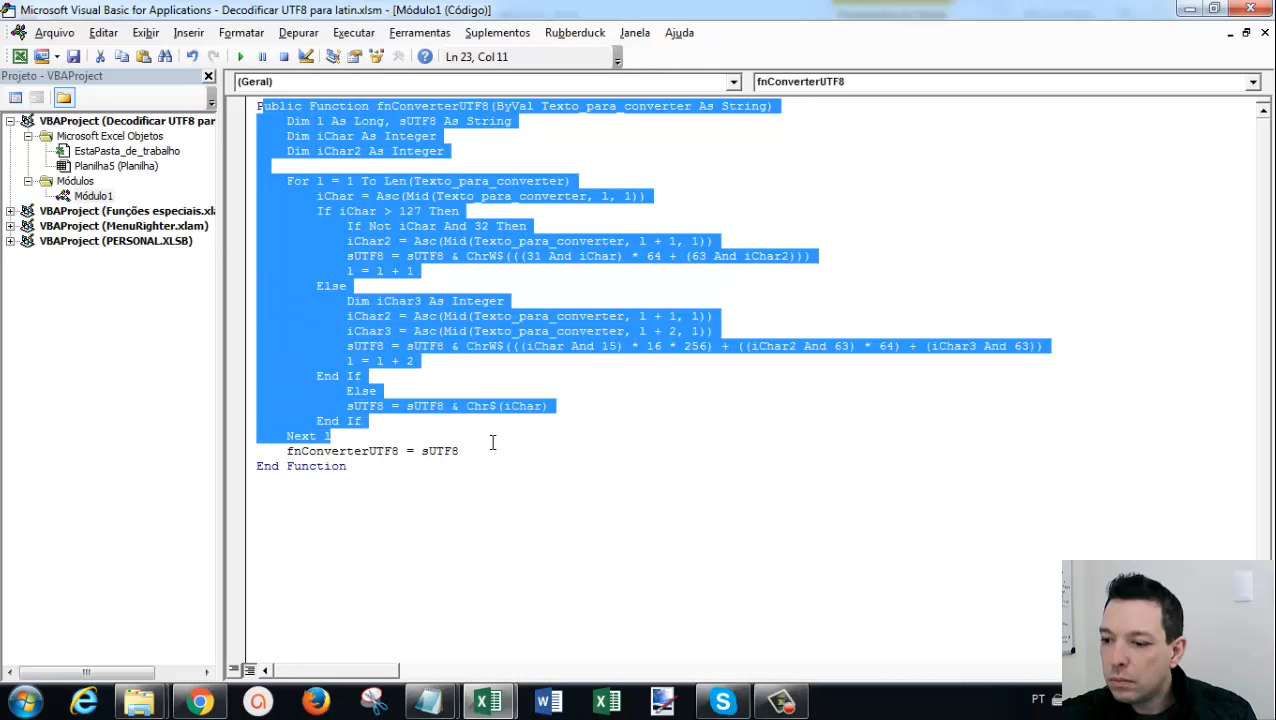 Microsoft Visual Basic for Applications - Decodificar UTF8 para latin.xlsm - [Módulo1 (Código)]
Arquivo Editar Exibir Inserir Formatar Depurar Executar Ferramentas Suplementos Rubberduck Janela Ajuda
Ln 23, Col 11
Projeto - VBAProject
(Geral)
fnConverterUTF8
VBAProject (Decodificar UTF8 par
Microsoft Excel Objetos
EstaPasta_de_trabalho
Planilha5 (Planilha)
Módulos
Módulo1
VBAProject (Funções especiais.xl
VBAProject (MenuRighter.xlam)
VBAProject (PERSONAL.XLSB)
Public Function fnConverterUTF8(ByVal Texto_para_converter As String)
Dim l As Long, sUTF8 As String
Dim iChar As Integer
Dim iChar2 As Integer
For l = 1 To Len(Texto_para_converter)
iChar = Asc(Mid(Texto_para_converter, l, 1))
If iChar > 127 Then
If Not iChar And 32 Then
iChar2 = Asc(Mid(Texto_para_converter, l + 1, 1))
sUTF8 = sUTF8 & ChrW$(((31 And iChar) * 64 + (63 And iChar2)))
l = l + 1
Else
Dim iChar3 As Integer
iChar2 = Asc(Mid(Texto_para_converter, l + 1, 1))
iChar3 = Asc(Mid(Texto_para_converter, l + 2, 1))
sUTF8 = sUTF8 & ChrW$(((iChar And 15) * 16 * 256) + ((iChar2 And 63) * 64) + (iChar3 And 63))
l = l + 2
End If
Else
sUTF8 = sUTF8 & Chr$(iChar)
End If
Next l
fnConverterUTF8 = sUTF8
End Function
PT